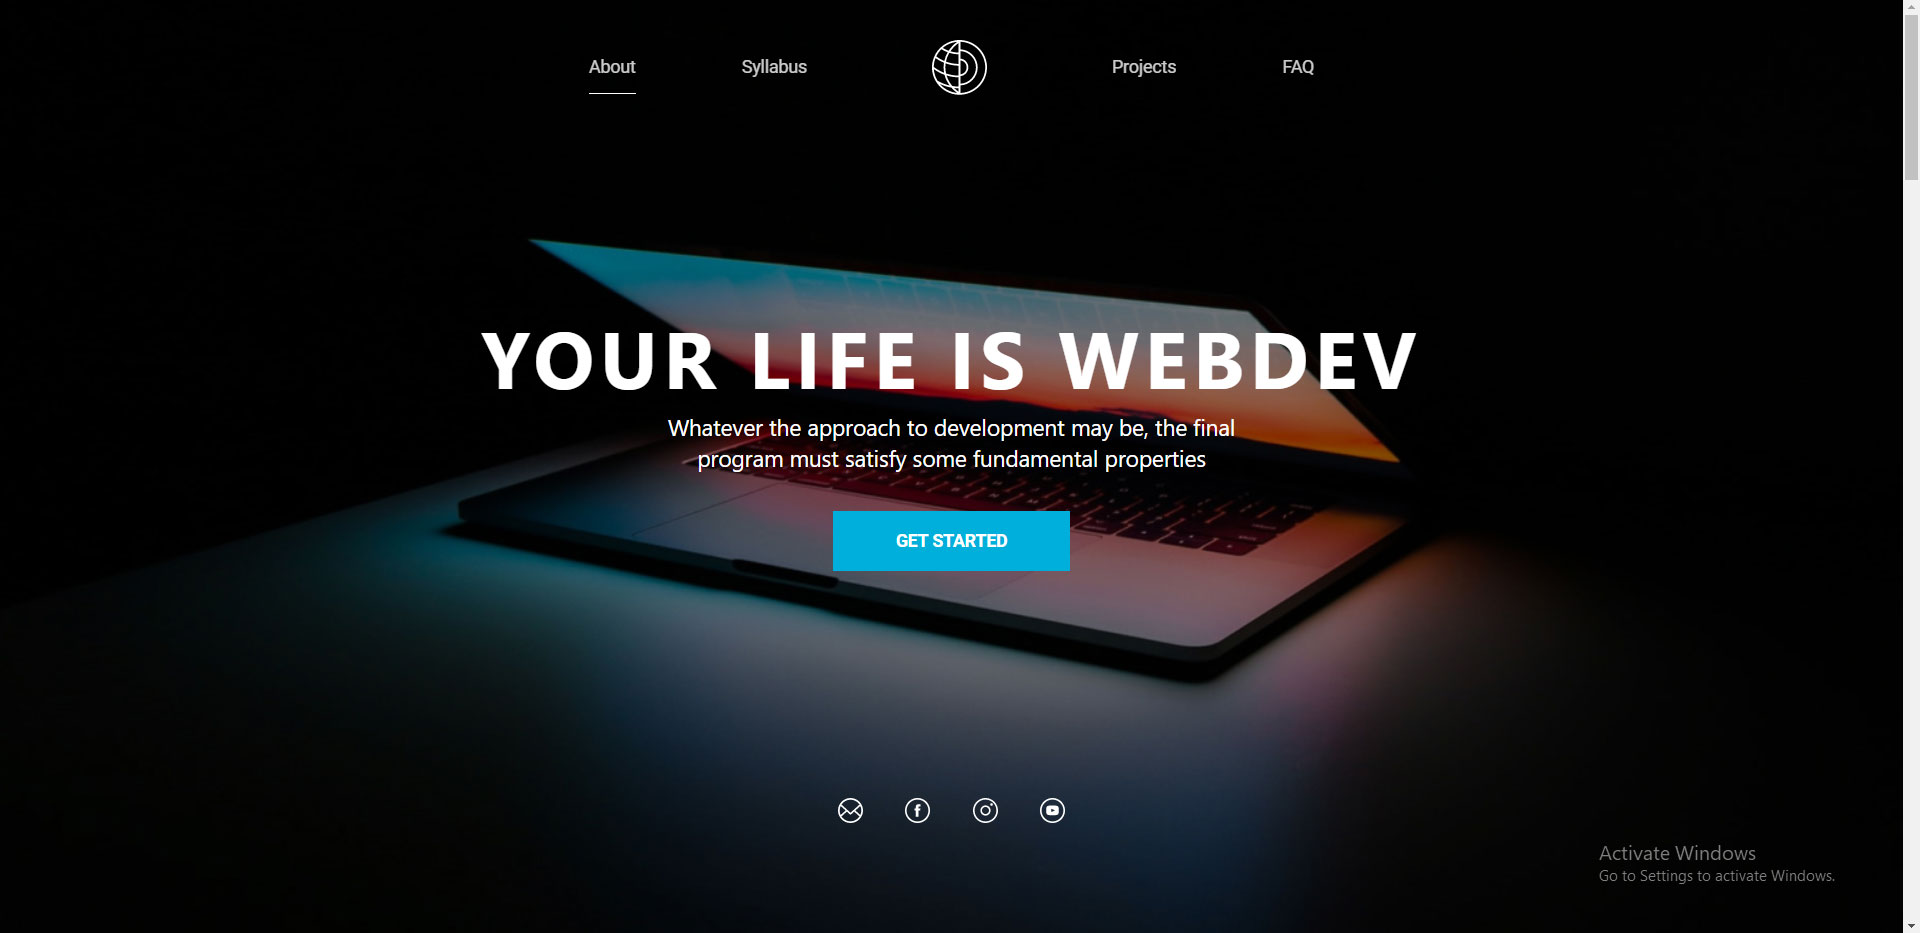 About
Syllabus
Projects
FAQ
YOUR LIFE IS WEBDEV
Whatever the approach to development may be, the final
program must satisfy some fundamental properties
GET STARTED
Activate Windows
Go to Settings to activate Windows.